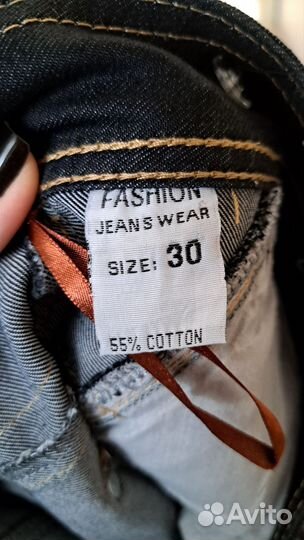 FASHION
JEANS WEAR
SIZE: 30
55% COTTON
Avito